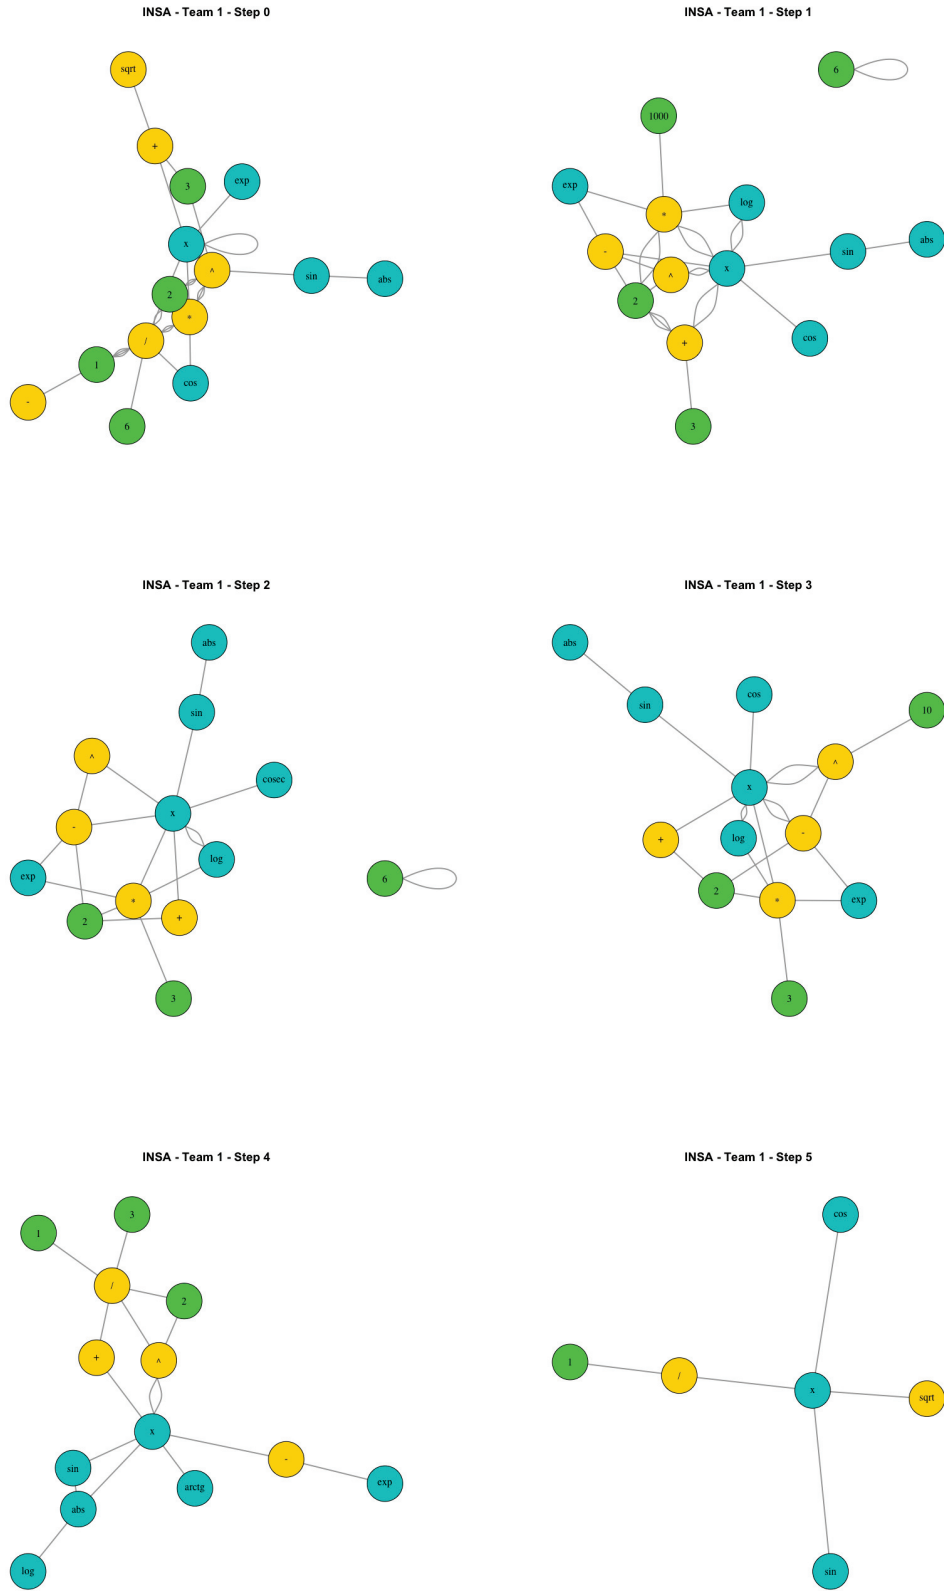 INSA - Team 1 - Step 0
sqrt
+
3
exp
x
^
sin
abs
2
*
/
1
cos
-
6
INSA - Team 1 - Step 1
6
1000
exp
log
*
abs
-
sin
x
^
2
cos
+
3
INSA - Team 1 - Step 2
abs
sin
^
cosec
x
-
log
exp
6
*
2
+
3
INSA - Team 1 - Step 3
abs
cos
sin
10
^
x
-
log
+
2
*
exp
3
INSA - Team 1 - Step 4
3
1
/
2
+
^
x
-
sin
exp
arctg
abs
log
INSA - Team 1 - Step 5
cos
1
/
x
sqrt
sin